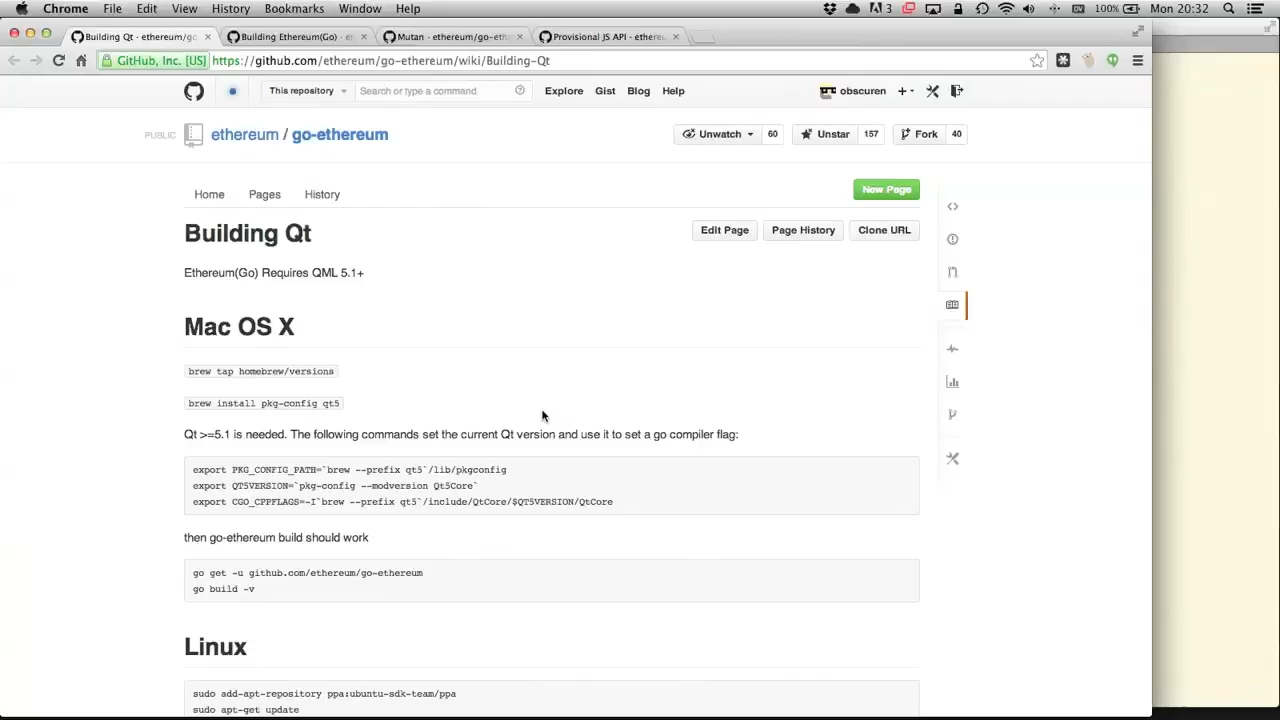 Chrome File Edit View History Bookmarks Window Help 3 100% Mon 20:32
Building Qt · ethereum/go Building Ethereum(Go) · Mutan · ethereum/go-eth Provisional JS API · ethereu
GitHub, Inc. [US] https://github.com/ethereum/go-ethereum/wiki/Building-Qt
This repository Search or type a command Explore Gist Blog Help obscuren
PUBLIC ethereum / go-ethereum Unwatch 60 Unstar 157 Fork 40
Home Pages History New Page
Building Qt Edit Page Page History Clone URL
Ethereum(Go) Requires QML 5.1+
Mac OS X
brew tap homebrew/versions
brew install pkg-config qt5
Qt >=5.1 is needed. The following commands set the current Qt version and use it to set a go compiler flag:
export PKG_CONFIG_PATH=`brew --prefix qt5`/lib/pkgconfig
export QT5VERSION=`pkg-config --modversion Qt5Core`
export CGO_CPPFLAGS=-I`brew --prefix qt5`/include/QtCore/$QT5VERSION/QtCore
then go-ethereum build should work
go get -u github.com/ethereum/go-ethereum
go build -v
Linux
sudo add-apt-repository ppa:ubuntu-sdk-team/ppa
sudo apt-get update